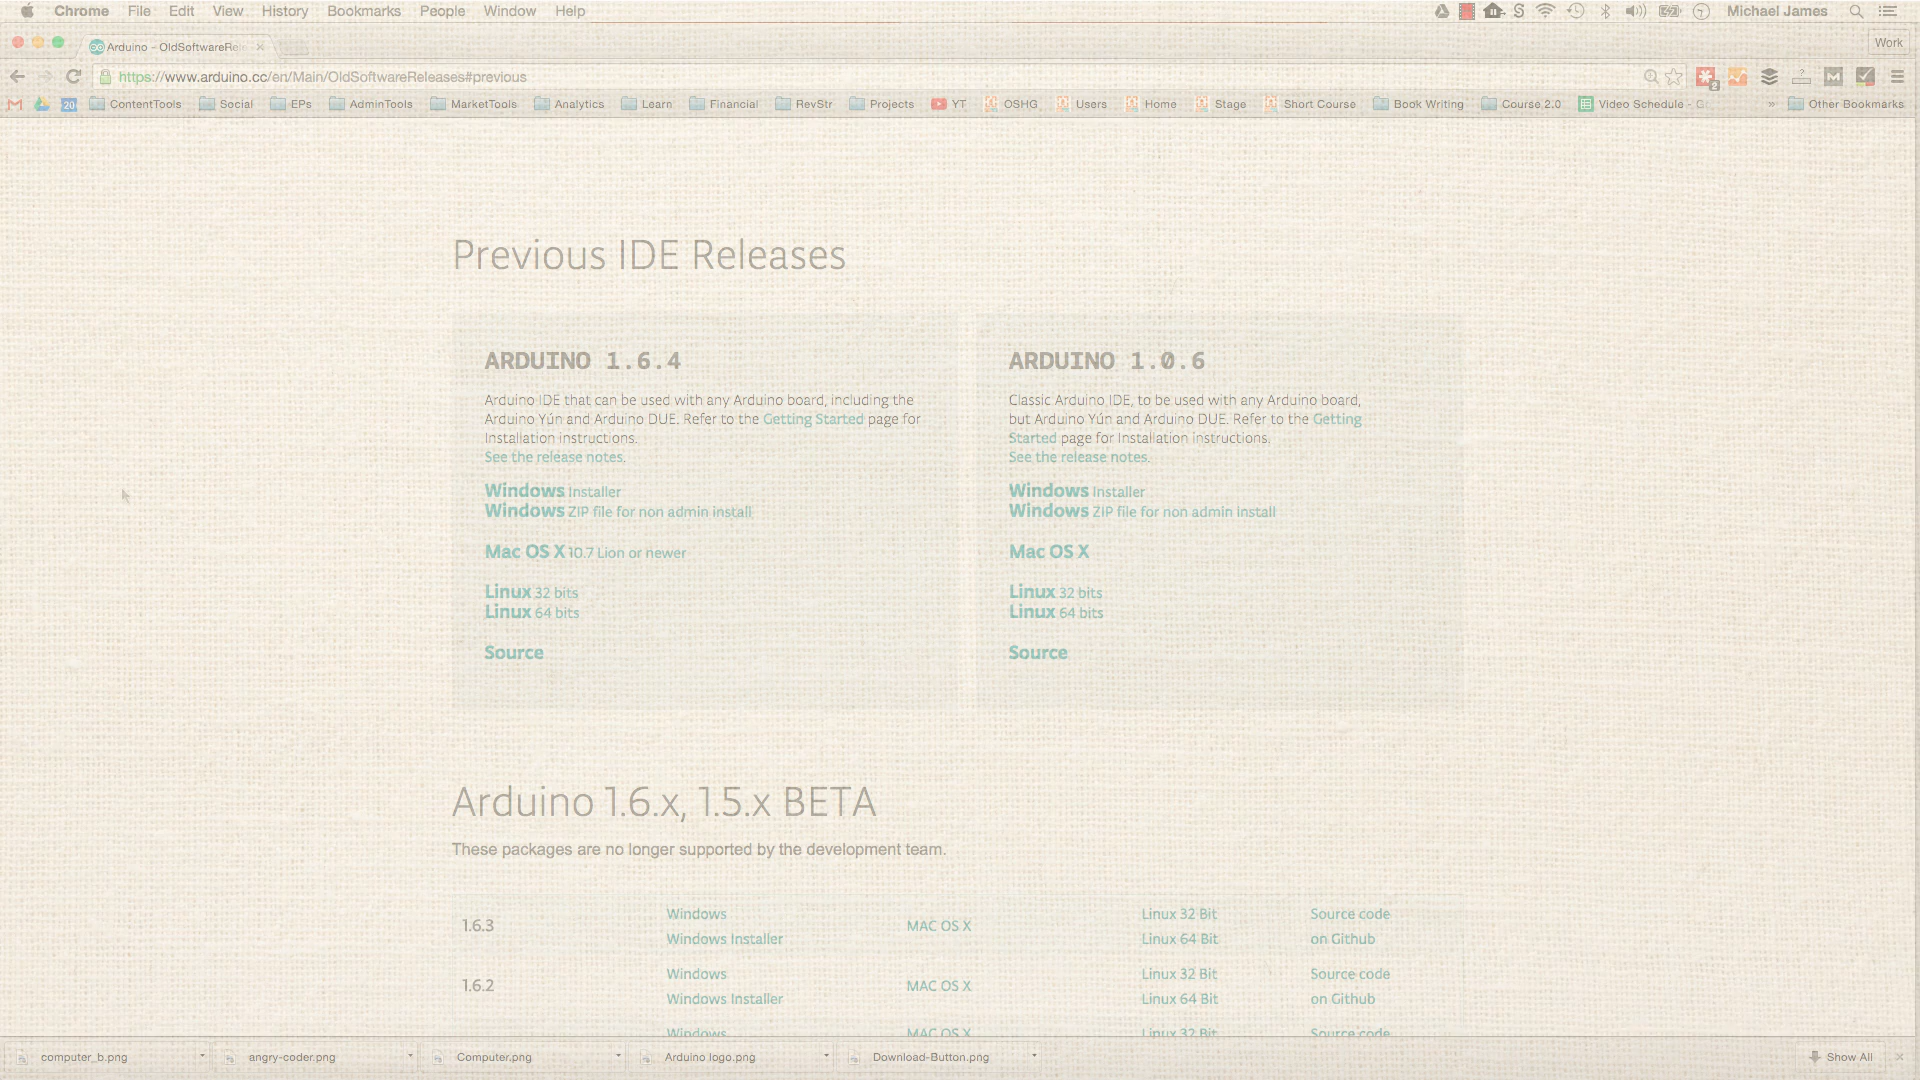 Chrome File Edit View History Bookmarks People Window Help Michael James
Arduino - OldSoftwareRel
Work
https://www.arduino.cc/en/Main/OldSoftwareReleases#previous
20 ContentTools Social EPs AdminTools MarketTools Analytics Learn Financial RevStr Projects YT OSHG Users Home Stage Short Course Book Writing Course 2.0 Video Schedule - » Other Bookmarks
Previous IDE Releases
ARDUINO 1.6.4
Arduino IDE that can be used with any Arduino board, including the
Arduino Yún and Arduino DUE. Refer to the Getting Started page for
Installation instructions.
See the release notes.
Windows Installer
Windows ZIP file for non admin install
Mac OS X 10.7 Lion or newer
Linux 32 bits
Linux 64 bits
Source
ARDUINO 1.0.6
Classic Arduino IDE, to be used with any Arduino board,
but Arduino Yún and Arduino DUE. Refer to the Getting
Started page for Installation instructions.
See the release notes.
Windows Installer
Windows ZIP file for non admin install
Mac OS X
Linux 32 bits
Linux 64 bits
Source
Arduino 1.6.x, 1.5.x BETA
These packages are no longer supported by the development team.
1.6.3
Windows
Windows Installer
MAC OS X
Linux 32 Bit
Linux 64 Bit
Source code
on Github
1.6.2
Windows
Windows Installer
MAC OS X
Linux 32 Bit
Linux 64 Bit
Source code
on Github
Windows MAC OS X Linux 32 Bit Source code
computer_b.png angry-coder.png Computer.png Arduino logo.png Download-Button.png Show All